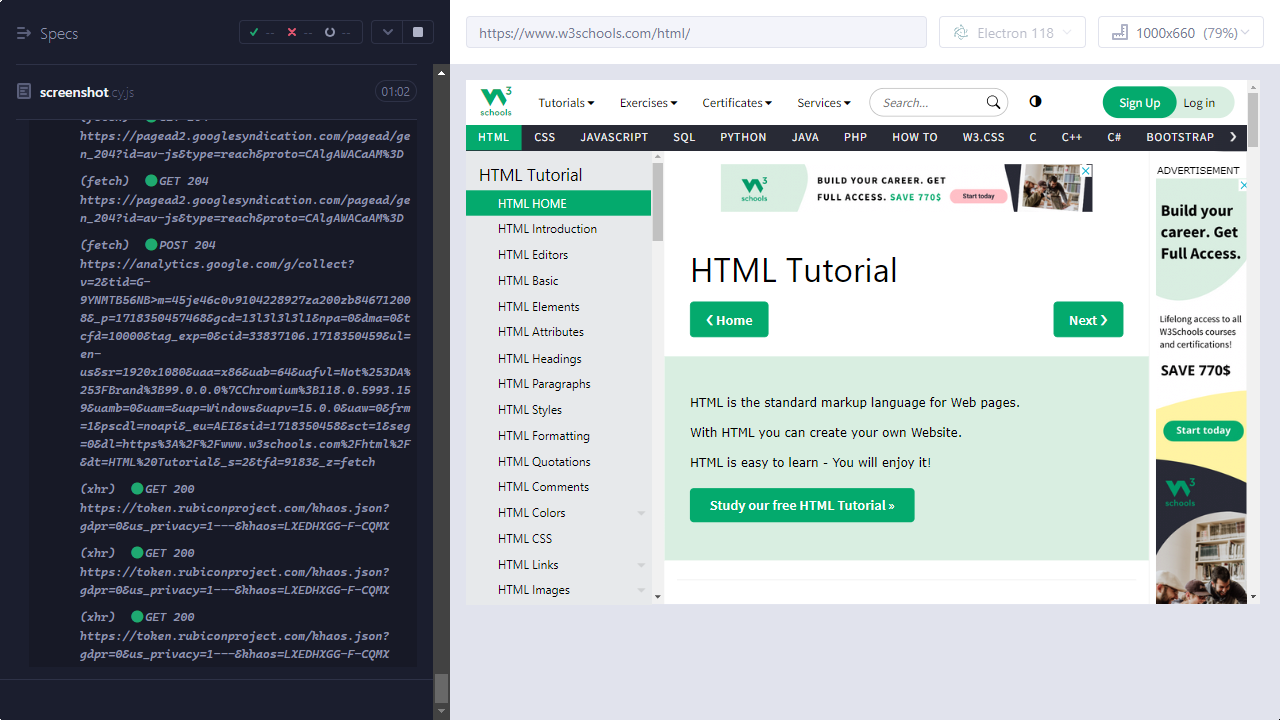 Specs
-- -- --
screenshot.cy.js
01:02
https://pagead2.googlesyndication.com/pagead/ge
n_204?id=av-js&type=reach&proto=CAlgAWACaAM%3D
(fetch) GET 204
https://pagead2.googlesyndication.com/pagead/ge
n_204?id=av-js&type=reach&proto=CAlgAWACaAM%3D
(fetch) POST 204
https://analytics.google.com/g/collect?
v=2&tid=G-
9YNMTB56NB>m=45je46c0v9104228927za200zb84671200
8&_p=1718350457468&gcd=13l3l3l3l1&npa=0&dma=0&t
cfd=10000&tag_exp=0&cid=33837106.1718350459&ul=
en-
us&sr=1920x1080&uaa=x86&uab=64&uafvl=Not%253DA%
253FBrand%3B99.0.0.0%7CChromium%3B118.0.5993.15
9&uamb=0&uam=&uap=Windows&uapv=15.0.0&uaw=0&frm
=1&pscdl=noapi&_eu=AEI&sid=1718350458&sct=1&seg
=0&dl=https%3A%2F%2Fwww.w3schools.com%2Fhtml%2F
&dt=HTML%20Tutorial&_s=2&tfd=9183&_z=fetch
(xhr) GET 200
https://token.rubiconproject.com/khaos.json?
gdpr=0&us_privacy=1---&khaos=LXEDHXGG-F-CQMX
(xhr) GET 200
https://token.rubiconproject.com/khaos.json?
gdpr=0&us_privacy=1---&khaos=LXEDHXGG-F-CQMX
(xhr) GET 200
https://token.rubiconproject.com/khaos.json?
gdpr=0&us_privacy=1---&khaos=LXEDHXGG-F-CQMX
https://www.w3schools.com/html/
Electron 118
1000x660 (79%)
W3 schools
Tutorials Exercises Certificates Services Search... Sign Up Log in
HTML CSS JAVASCRIPT SQL PYTHON JAVA PHP HOW TO W3.CSS C C++ C# BOOTSTRAP ❯
HTML Tutorial
HTML HOME
HTML Introduction
HTML Editors
HTML Basic
HTML Elements
HTML Attributes
HTML Headings
HTML Paragraphs
HTML Styles
HTML Formatting
HTML Quotations
HTML Comments
HTML Colors
HTML CSS
HTML Links
HTML Images
W3 schools
BUILD YOUR CAREER. GET
FULL ACCESS. SAVE 770$
Start today
HTML Tutorial
❮ Home
Next ❯
HTML is the standard markup language for Web pages.
With HTML you can create your own Website.
HTML is easy to learn - You will enjoy it!
Study our free HTML Tutorial »
ADVERTISEMENT
Build your
career. Get
Full Access.
Lifelong access to all
W3Schools courses
and certifications!
SAVE 770$
Start today
W3 schools